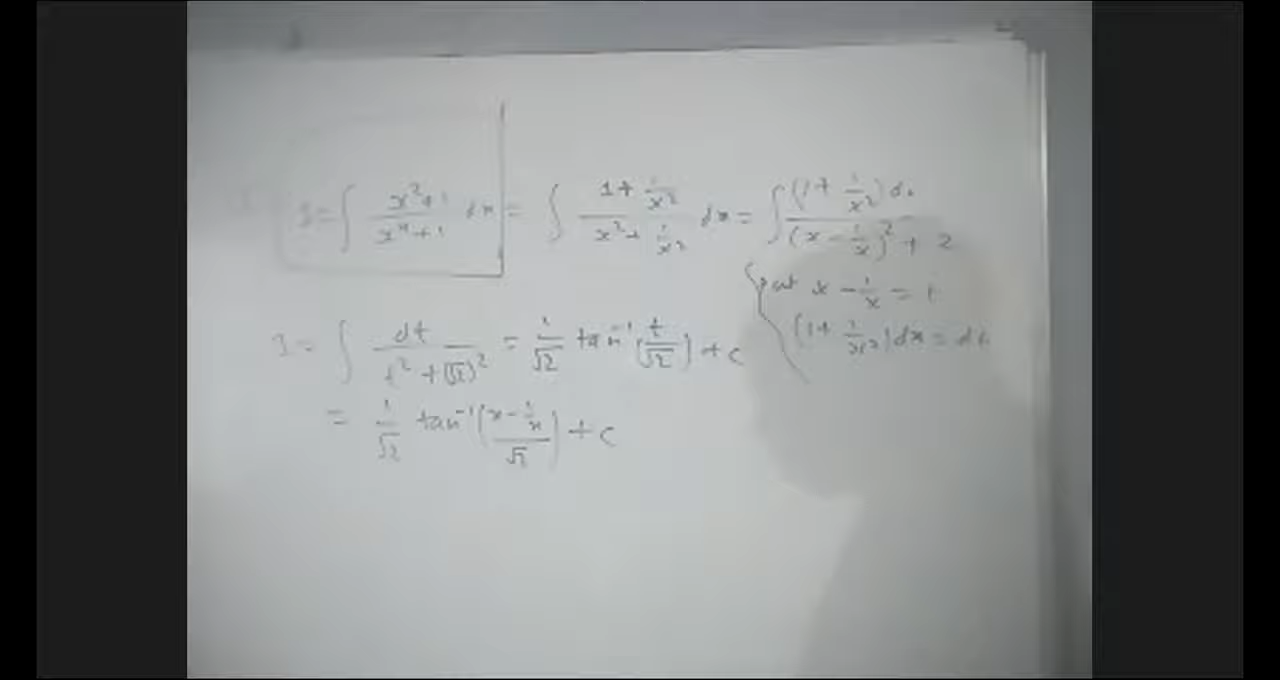 I = ∫ (x² + 1)/(x⁴ + 1) dx = ∫ (1 + 1/x²)/(x² + 1/x²) dx = ∫ (1 + 1/x²) dx/((x - 1/x)² + 2)
put x - 1/x = t
(1 + 1/x²) dx = dt
I = ∫ dt/(t² + (√2)²) = 1/√2 tan⁻¹(t/√2) + c
= 1/√2 tan⁻¹((x - 1/x)/√2) + c